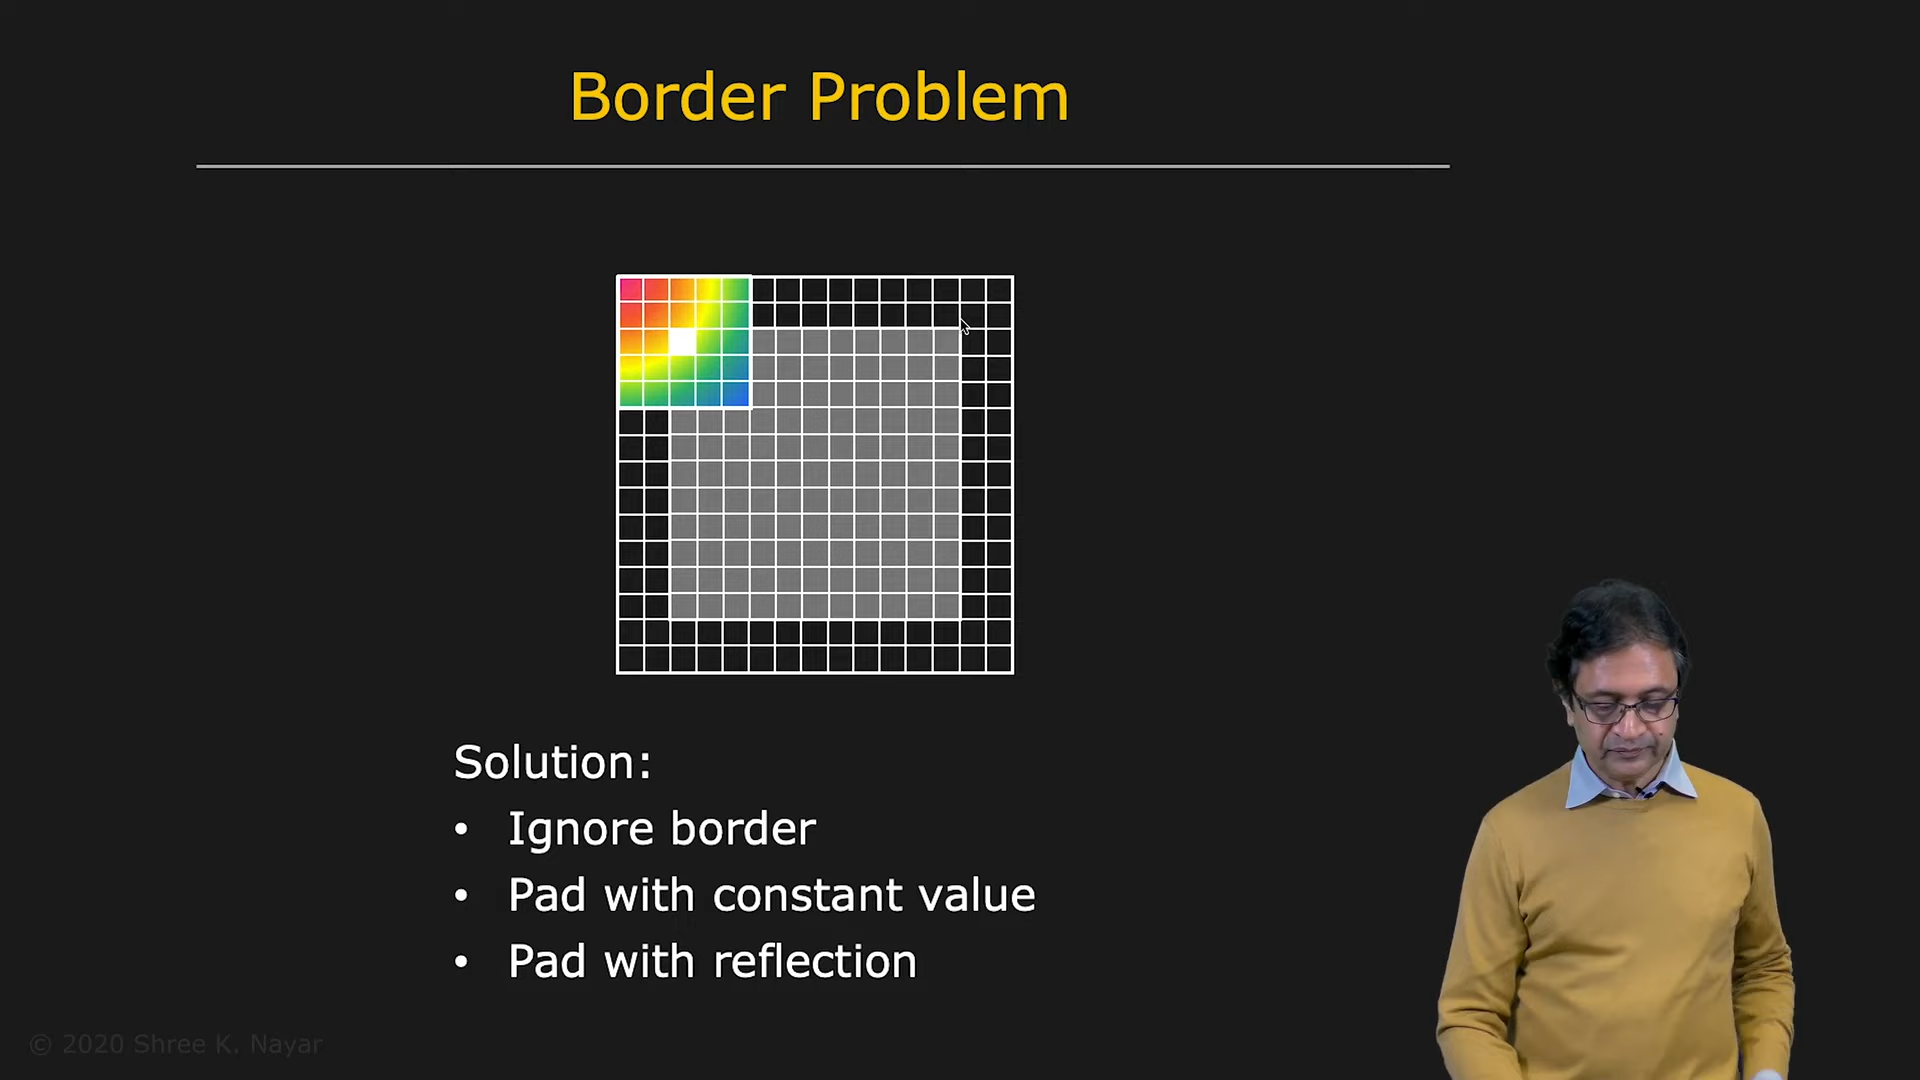 Border Problem
Solution:
• Ignore border
• Pad with constant value
• Pad with reflection
© 2020 Shree K. Nayar